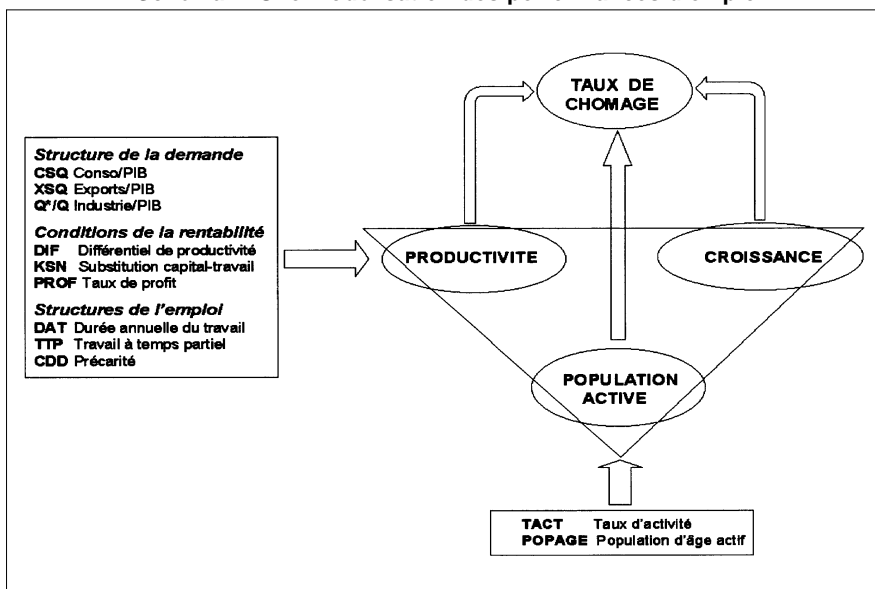 TAUX DE
CHOMAGE
Structure de la demande
CSQ Conso/PIB
XSQ Exports/PIB
Q*/Q Industrie/PIB
Conditions de la rentabilité
DIF Différentiel de productivité
KSN Substitution capital-travail
PROF Taux de profit
Structures de l'emploi
DAT Durée annuelle du travail
TTP Travail à temps partiel
CDD Précarité
PRODUCTIVITE
CROISSANCE
POPULATION
ACTIVE
TACT Taux d'activité
POPAGE Population d'âge actif